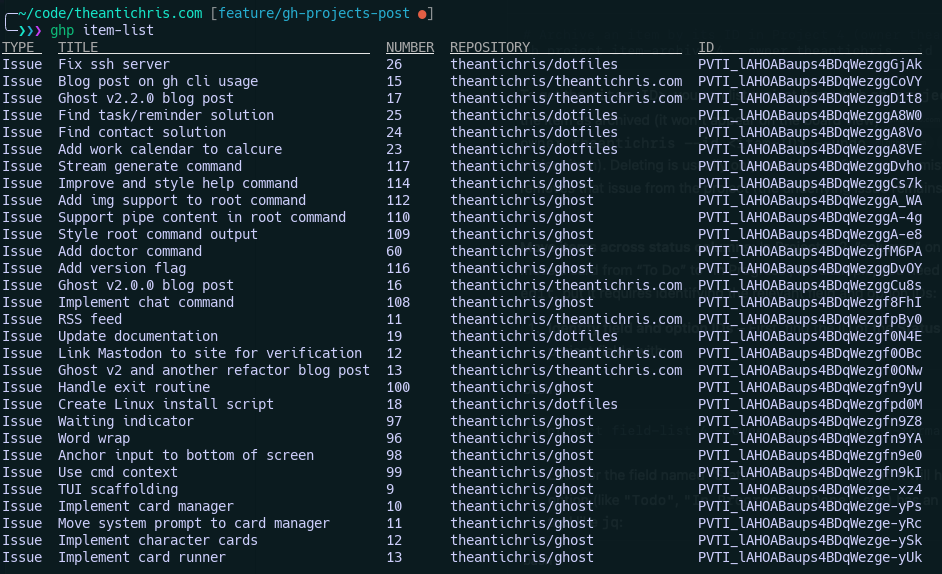 ~/code/theantichris.com [feature/gh-projects-post ●]
❯❯❯ ghp item-list
TYPE TITLE NUMBER REPOSITORY ID
Issue Fix ssh server 26 theantichris/dotfiles PVTI_lAHOABaups4BDqWezggGjAk
Issue Blog post on gh cli usage 15 theantichris/theantichris.com PVTI_lAHOABaups4BDqWezggCoVY
Issue Ghost v2.2.0 blog post 17 theantichris/theantichris.com PVTI_lAHOABaups4BDqWezggD1t8
Issue Find task/reminder solution 25 theantichris/dotfiles PVTI_lAHOABaups4BDqWezggA8W0
Issue Find contact solution 24 theantichris/dotfiles PVTI_lAHOABaups4BDqWezggA8Vo
Issue Add work calendar to calcure 23 theantichris/dotfiles PVTI_lAHOABaups4BDqWezggA8VE
Issue Stream generate command 117 theantichris/ghost PVTI_lAHOABaups4BDqWezggDvho
Issue Improve and style help command 114 theantichris/ghost PVTI_lAHOABaups4BDqWezggCs7k
Issue Add img support to root command 112 theantichris/ghost PVTI_lAHOABaups4BDqWezggA_WA
Issue Support pipe content in root command 110 theantichris/ghost PVTI_lAHOABaups4BDqWezggA-4g
Issue Style root command output 109 theantichris/ghost PVTI_lAHOABaups4BDqWezggA-e8
Issue Add doctor command 60 theantichris/ghost PVTI_lAHOABaups4BDqWezgfM6PA
Issue Add version flag 116 theantichris/ghost PVTI_lAHOABaups4BDqWezggDvOY
Issue Ghost v2.0.0 blog post 16 theantichris/theantichris.com PVTI_lAHOABaups4BDqWezggCu8s
Issue Implement chat command 108 theantichris/ghost PVTI_lAHOABaups4BDqWezgf8FhI
Issue RSS feed 11 theantichris/theantichris.com PVTI_lAHOABaups4BDqWezgfpBy0
Issue Update documentation 19 theantichris/dotfiles PVTI_lAHOABaups4BDqWezgf0N4E
Issue Link Mastodon to site for verification 12 theantichris/theantichris.com PVTI_lAHOABaups4BDqWezgf0OBc
Issue Ghost v2 and another refactor blog post 13 theantichris/theantichris.com PVTI_lAHOABaups4BDqWezgf0ONw
Issue Handle exit routine 100 theantichris/ghost PVTI_lAHOABaups4BDqWezgfn9yU
Issue Create Linux install script 18 theantichris/dotfiles PVTI_lAHOABaups4BDqWezgfpd0M
Issue Waiting indicator 97 theantichris/ghost PVTI_lAHOABaups4BDqWezgfn9Z8
Issue Word wrap 96 theantichris/ghost PVTI_lAHOABaups4BDqWezgfn9YA
Issue Anchor input to bottom of screen 98 theantichris/ghost PVTI_lAHOABaups4BDqWezgfn9e0
Issue Use cmd context 99 theantichris/ghost PVTI_lAHOABaups4BDqWezgfn9kI
Issue TUI scaffolding 9 theantichris/ghost PVTI_lAHOABaups4BDqWezge-xz4
Issue Implement card manager 10 theantichris/ghost PVTI_lAHOABaups4BDqWezge-yPs
Issue Move system prompt to card manager 11 theantichris/ghost PVTI_lAHOABaups4BDqWezge-yRc
Issue Implement character cards 12 theantichris/ghost PVTI_lAHOABaups4BDqWezge-ySk
Issue Implement card runner 13 theantichris/ghost PVTI_lAHOABaups4BDqWezge-yUk